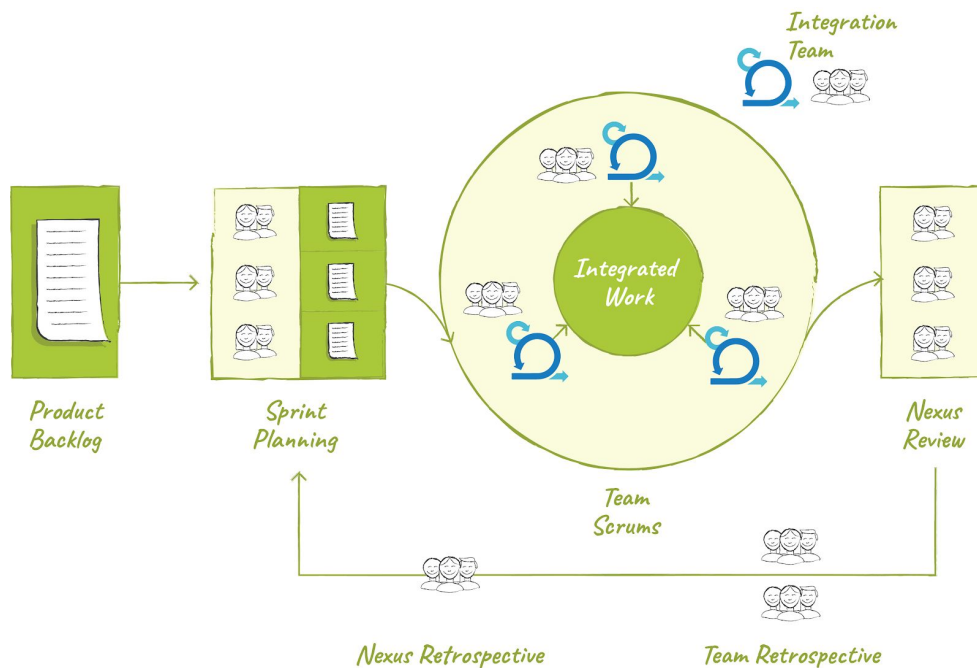 Integration
Team
Integrated
Work
Product
Backlog
Sprint
Planning
Team
Scrums
Nexus
Review
Nexus Retrospective
Team Retrospective